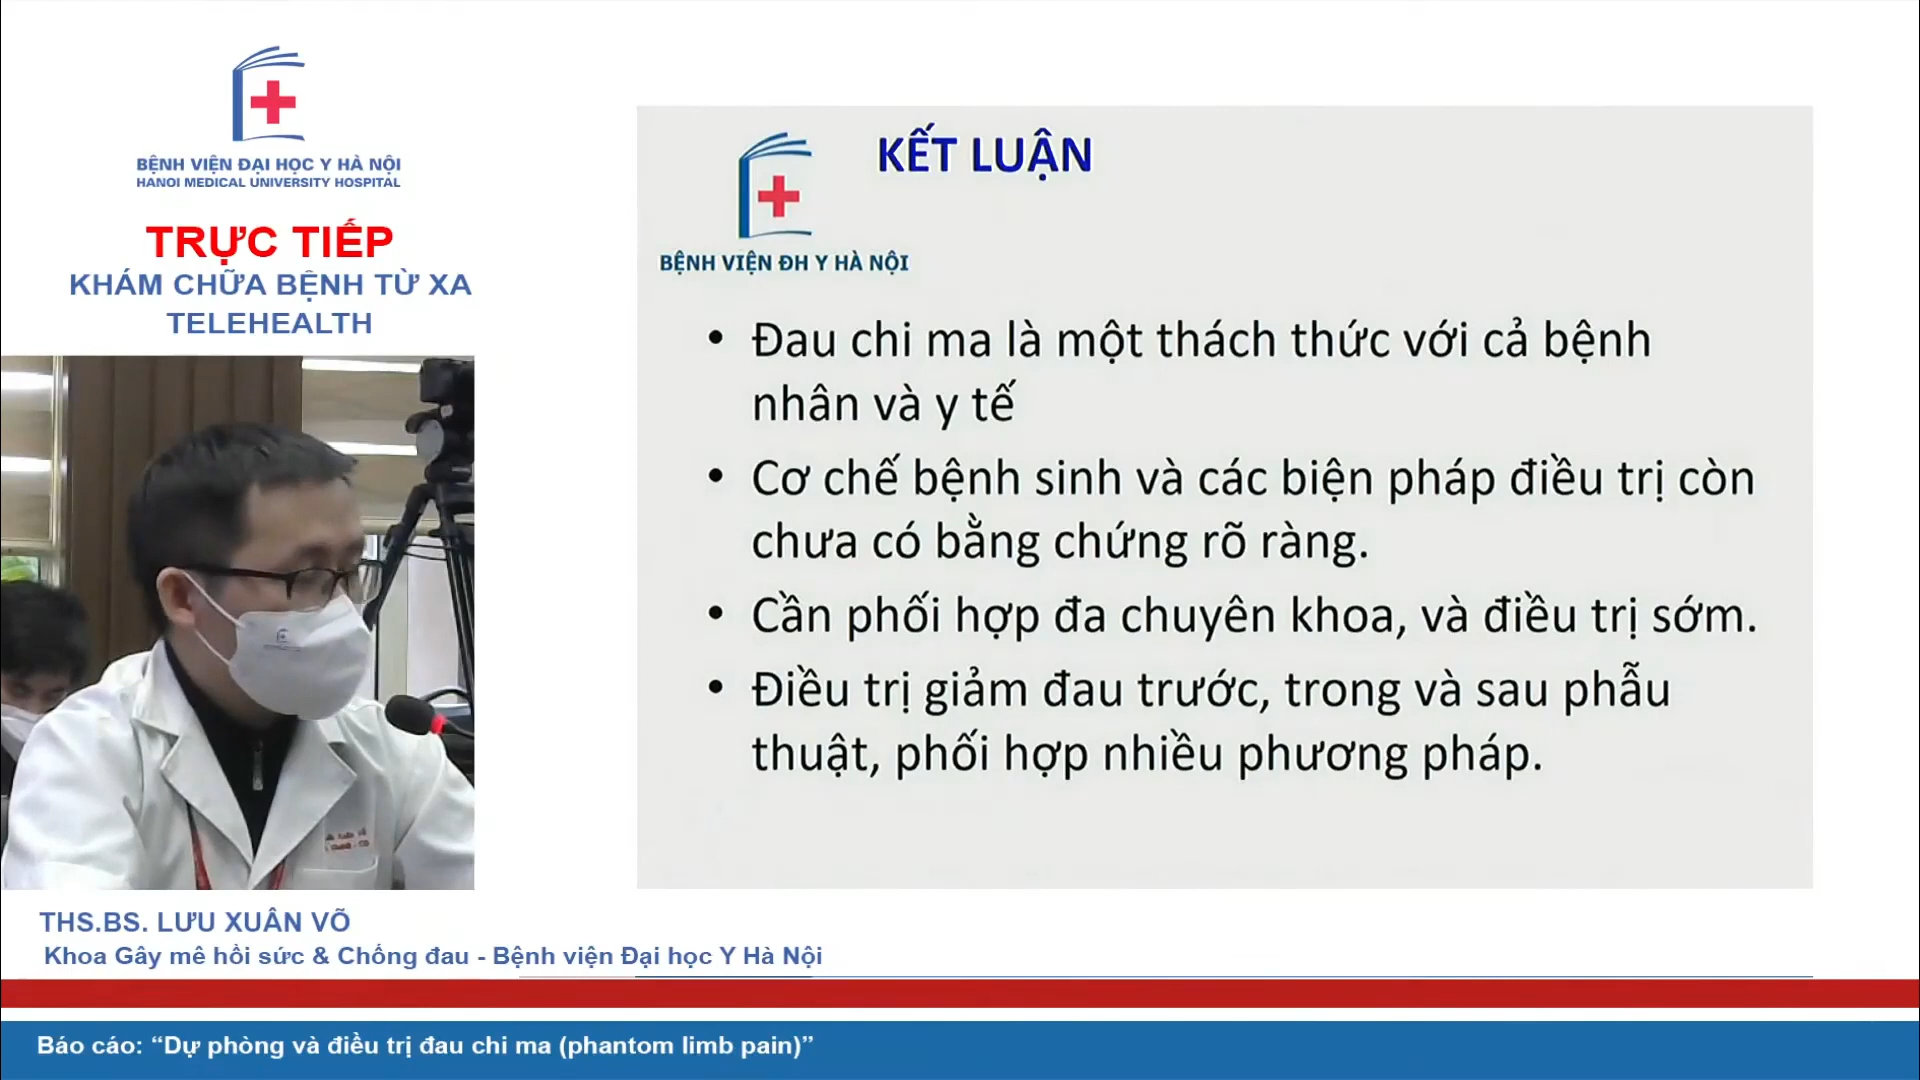 BỆNH VIỆN ĐẠI HỌC Y HÀ NỘI
HANOI MEDICAL UNIVERSITY HOSPITAL
TRỰC TIẾP
KHÁM CHỮA BỆNH TỪ XA
TELEHEALTH
KẾT LUẬN
BỆNH VIỆN ĐH Y HÀ NỘI
• Đau chi ma là một thách thức với cả bệnh
nhân và y tế
• Cơ chế bệnh sinh và các biện pháp điều trị còn
chưa có bằng chứng rõ ràng.
• Cần phối hợp đa chuyên khoa, và điều trị sớm.
• Điều trị giảm đau trước, trong và sau phẫu
thuật, phối hợp nhiều phương pháp.
THS.BS. LƯU XUÂN VÕ
Khoa Gây mê hồi sức & Chống đau - Bệnh viện Đại học Y Hà Nội
Báo cáo: “Dự phòng và điều trị đau chi ma (phantom limb pain)”